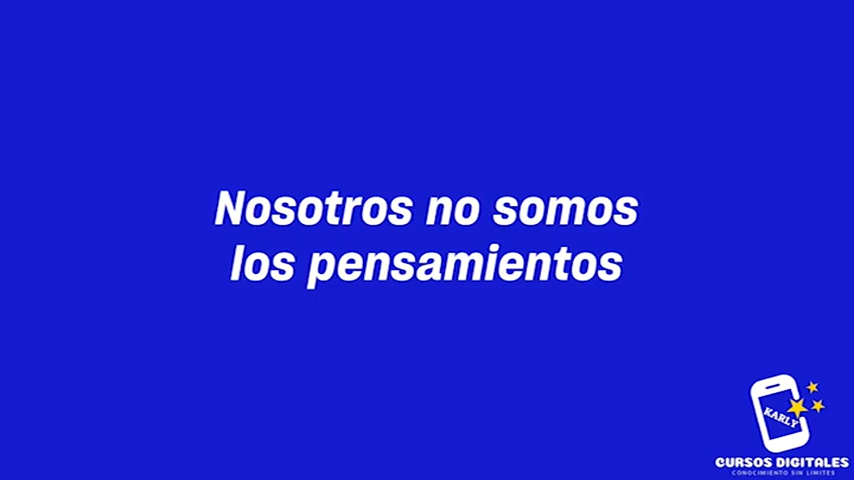 Nosotros no somos
los pensamientos
KARLY
CURSOS DIGITALES
CONOCIMIENTO SIN LIMITES